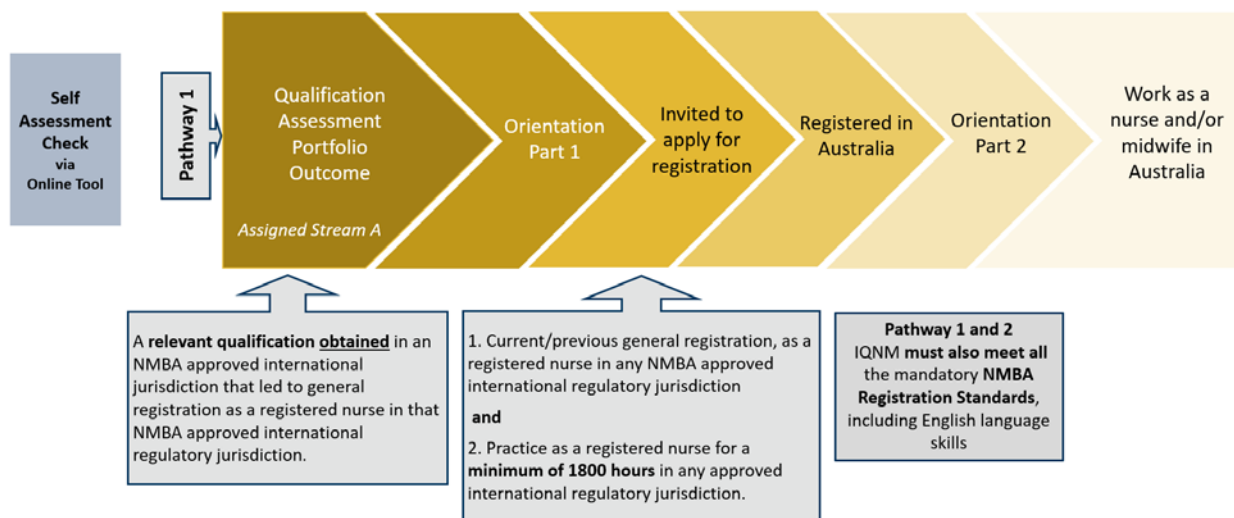 Self
Assessment
Check
via
Online Tool
Pathway 1
Qualification
Assessment
Portfolio
Outcome
Assigned Stream A
Orientation
Part 1
Invited to
apply for
registration
Registered in
Australia
Orientation
Part 2
Work as a
nurse and/or
midwife in
Australia
A relevant qualification obtained in an
NMBA approved international
jurisdiction that led to general
registration as a registered nurse in that
NMBA approved international
regulatory jurisdiction.
1. Current/previous general registration, as a
registered nurse in any NMBA approved
international regulatory jurisdiction
and
2. Practice as a registered nurse for a
minimum of 1800 hours in any approved
international regulatory jurisdiction.
Pathway 1 and 2
IQNM must also meet all
the mandatory NMBA
Registration Standards,
including English language
skills